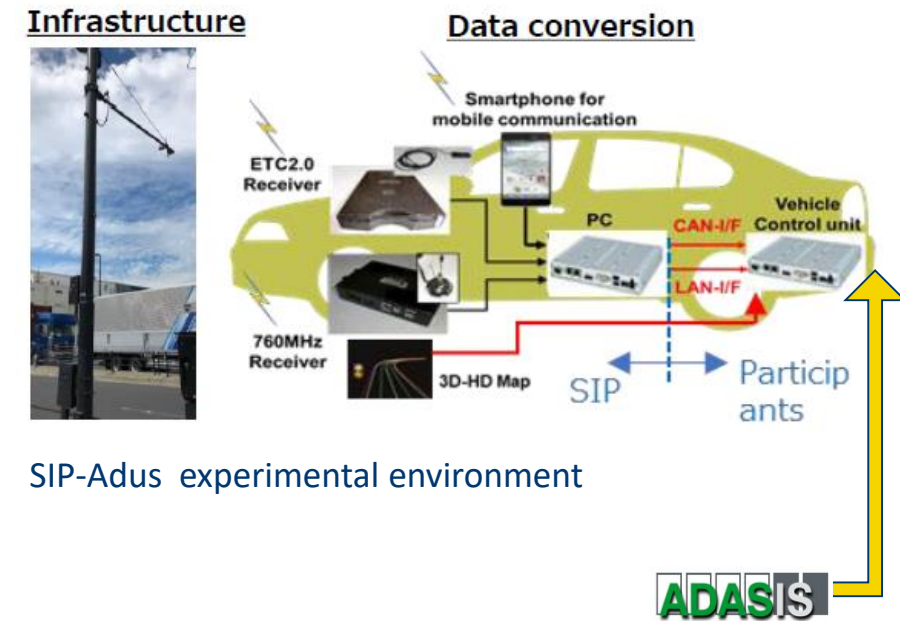 Infrastructure
Data conversion
Smartphone for
mobile communication
ETC2.0
Receiver
PC
CAN-I/F
Vehicle
Control unit
LAN-I/F
760MHz
Receiver
3D-HD Map
SIP
Particip
ants
SIP-Adus experimental environment
ADASIS